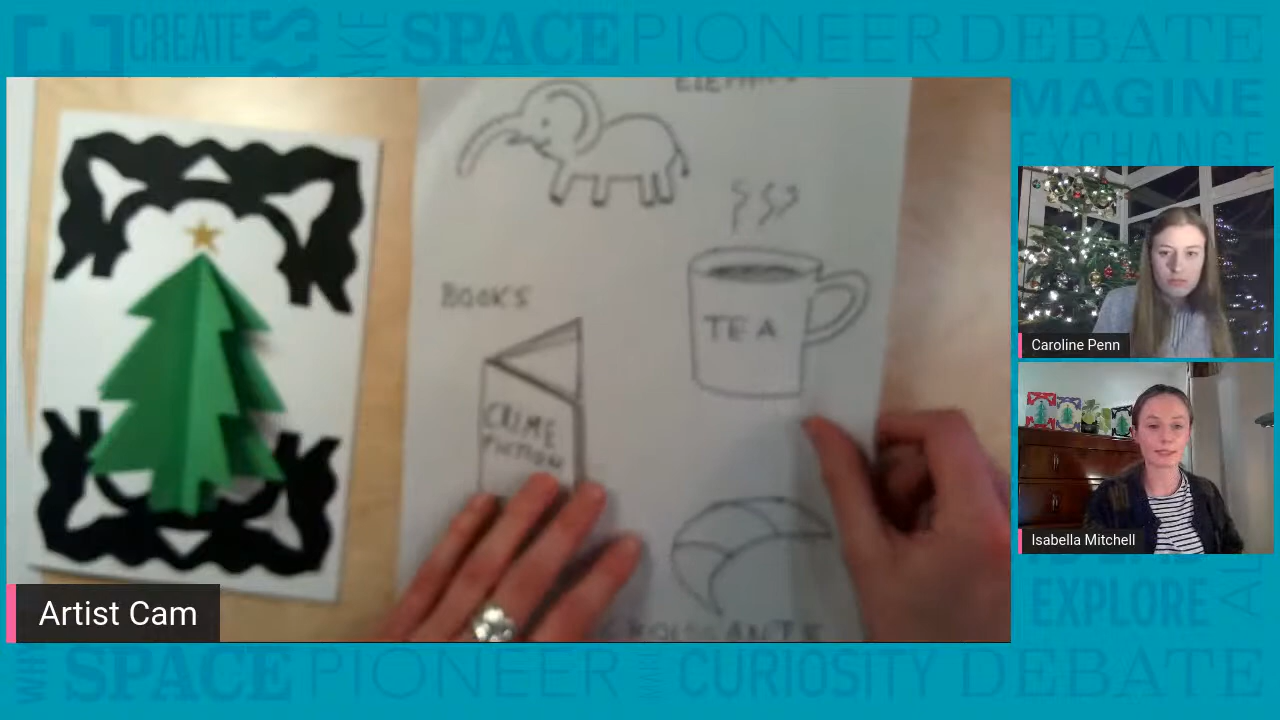 CREATE
SPACE PIONEER DEBATE
IMAGINE
EXCHANGE
BOOKS
TEA
CRIME
FICTION
Caroline Penn
Isabella Mitchell
Artist Cam
EXPLORE
SPACE PIONEER
CURIOSITY DEBATE